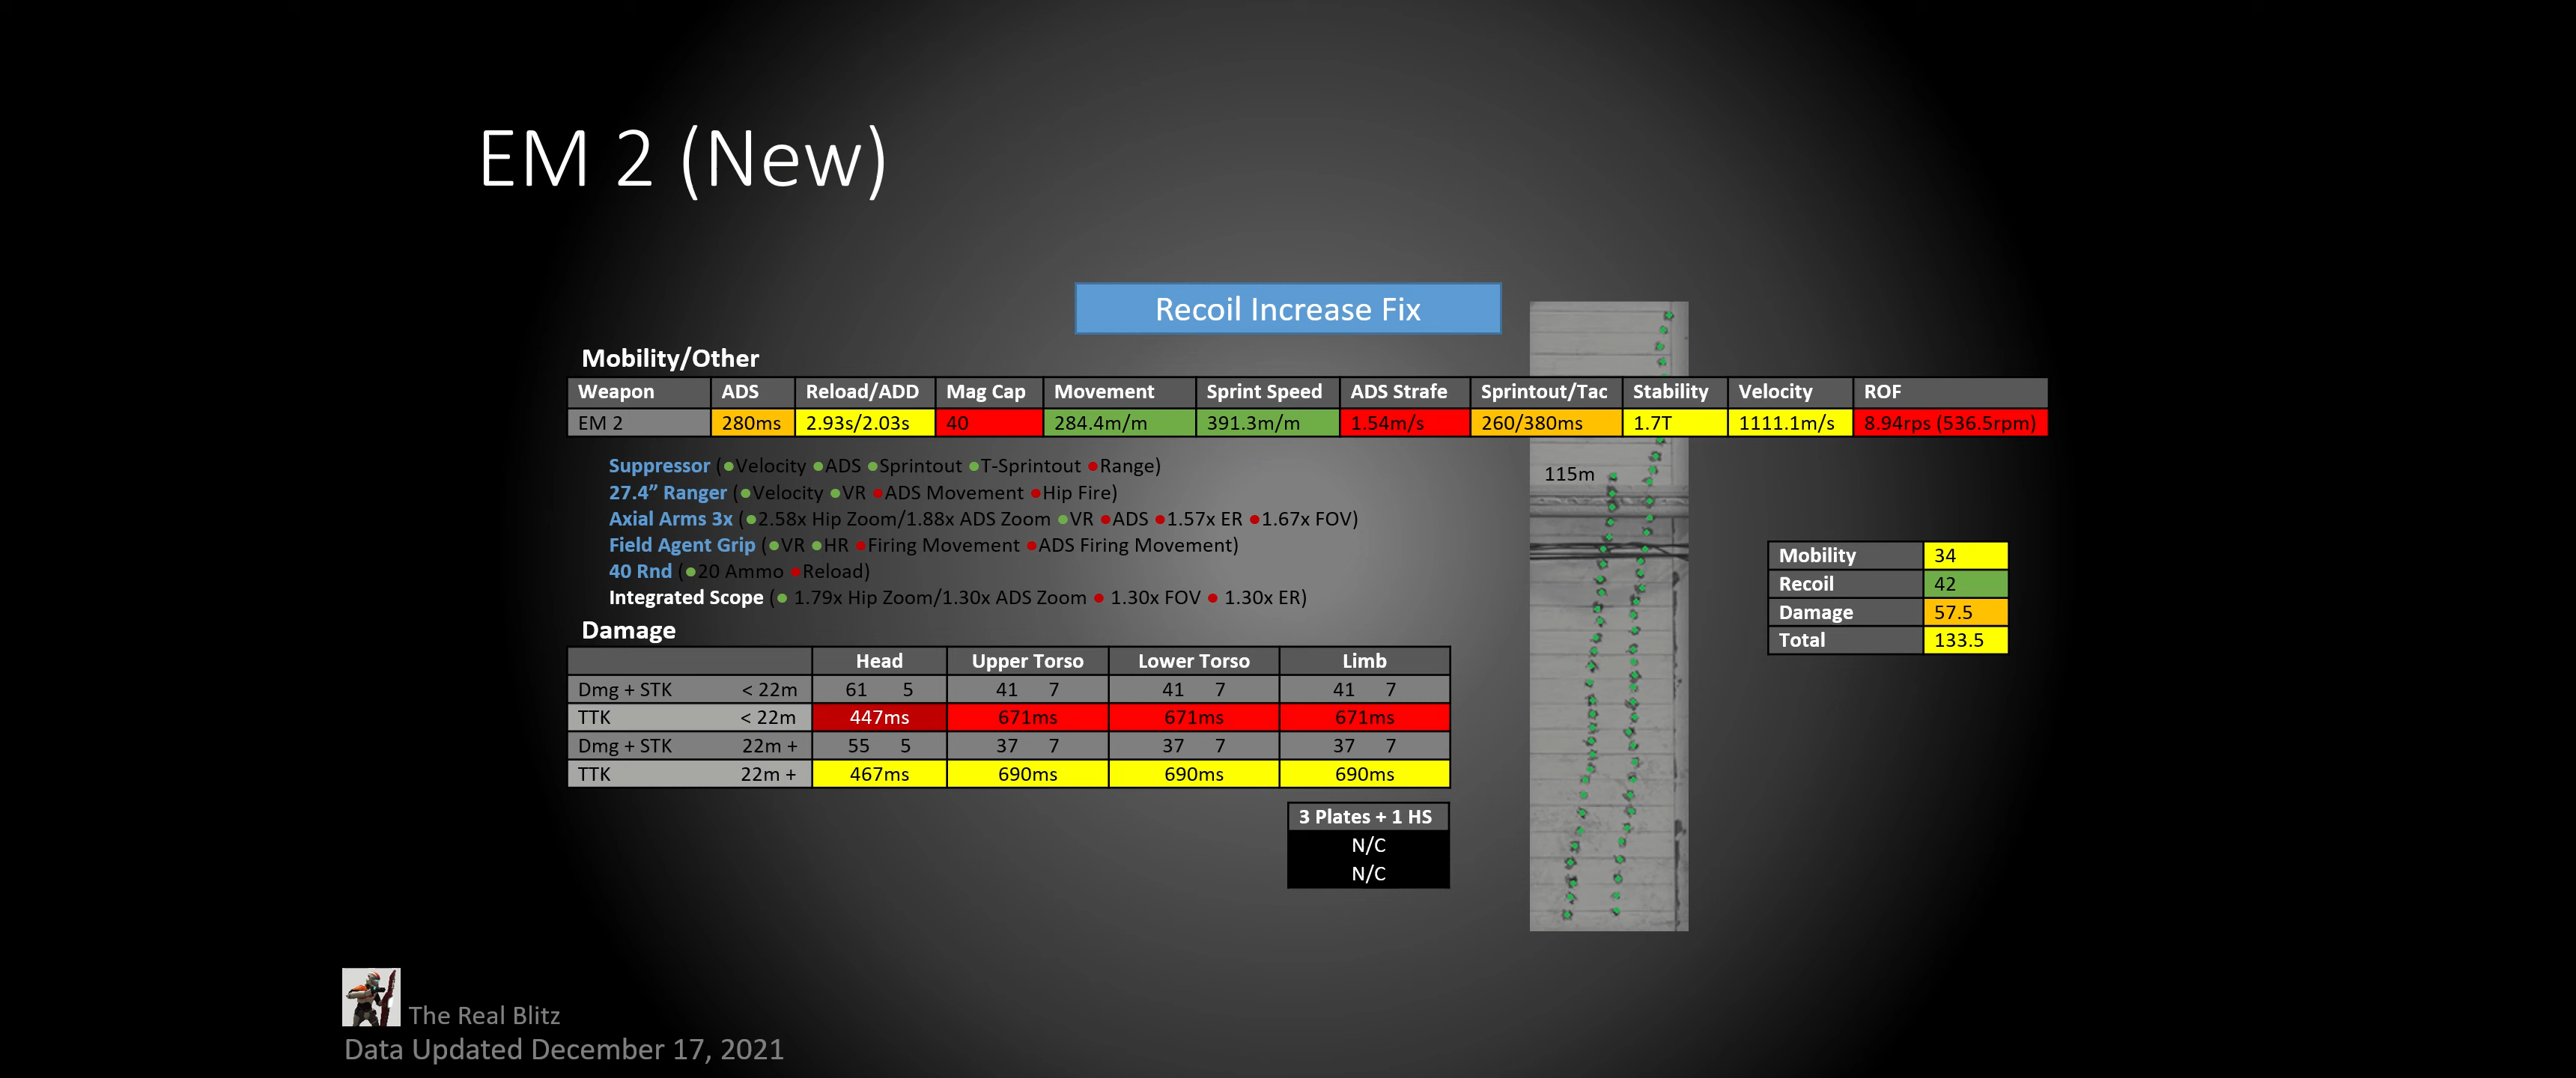 EM 2 (New)
Recoil Increase Fix
Mobility/Other
Weapon ADS Reload/ADD Mag Cap Movement Sprint Speed ADS Strafe Sprintout/Tac Stability Velocity ROF
EM 2 280ms 2.93s/2.03s 40 284.4m/m 391.3m/m 1.54m/s 260/380ms 1.7T 1111.1m/s 8.94rps (536.5rpm)
Suppressor (●Velocity ●ADS ●Sprintout ●T-Sprintout ●Range)
115m
27.4” Ranger (●Velocity ●VR ●ADS Movement ●Hip Fire)
Axial Arms 3x (●2.58x Hip Zoom/1.88x ADS Zoom ●VR ●ADS ●1.57x ER ●1.67x FOV)
Field Agent Grip (●VR ●HR ●Firing Movement ●ADS Firing Movement)
40 Rnd (●20 Ammo ●Reload)
Integrated Scope (● 1.79x Hip Zoom/1.30x ADS Zoom ● 1.30x FOV ● 1.30x ER)
Mobility 34
Recoil 42
Damage 57.5
Total 133.5
Damage
Head Upper Torso Lower Torso Limb
Dmg + STK < 22m 61 5 41 7 41 7 41 7
TTK < 22m 447ms 671ms 671ms 671ms
Dmg + STK 22m + 55 5 37 7 37 7 37 7
TTK 22m + 467ms 690ms 690ms 690ms
3 Plates + 1 HS
N/C
N/C
The Real Blitz
Data Updated December 17, 2021